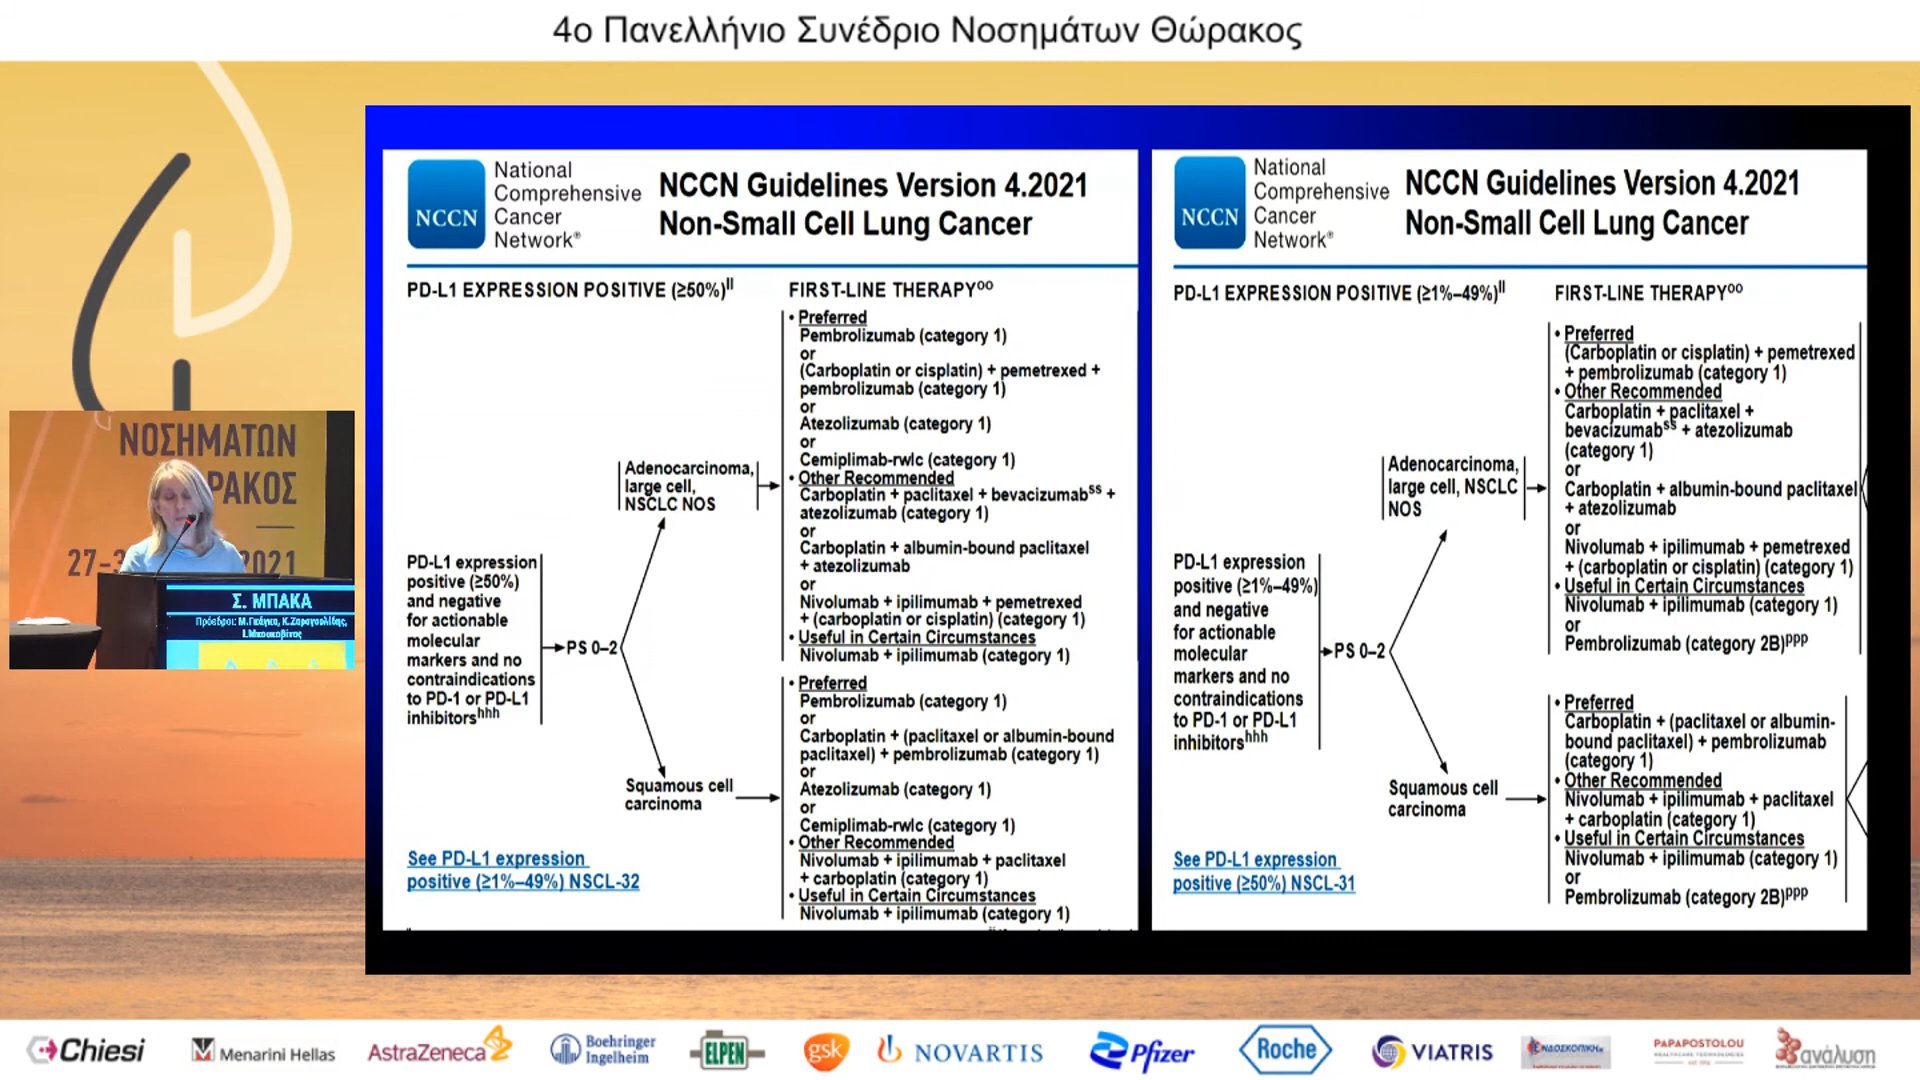 4ο Πανελλήνιο Συνέδριο Νοσημάτων Θώρακος
NCCN
National
Comprehensive
Cancer
Network®
NCCN Guidelines Version 4.2021
Non-Small Cell Lung Cancer
PD-L1 EXPRESSION POSITIVE (≥50%)ll
FIRST-LINE THERAPYoo
PD-L1 expression
positive (≥50%)
and negative
for actionable
molecular
markers and no
contraindications
to PD-1 or PD-L1
inhibitorshhh
PS 0–2
Adenocarcinoma,
large cell,
NSCLC NOS
• Preferred
Pembrolizumab (category 1)
or
(Carboplatin or cisplatin) + pemetrexed +
pembrolizumab (category 1)
or
Atezolizumab (category 1)
or
Cemiplimab-rwlc (category 1)
• Other Recommended
Carboplatin + paclitaxel + bevacizumabss +
atezolizumab (category 1)
or
Carboplatin + albumin-bound paclitaxel
+ atezolizumab
or
Nivolumab + ipilimumab + pemetrexed
+ (carboplatin or cisplatin) (category 1)
• Useful in Certain Circumstances
Nivolumab + ipilimumab (category 1)
Squamous cell
carcinoma
• Preferred
Pembrolizumab (category 1)
or
Carboplatin + (paclitaxel or albumin-bound
paclitaxel) + pembrolizumab (category 1)
or
Atezolizumab (category 1)
or
Cemiplimab-rwlc (category 1)
• Other Recommended
Nivolumab + ipilimumab + paclitaxel
+ carboplatin (category 1)
• Useful in Certain Circumstances
Nivolumab + ipilimumab (category 1)
See PD-L1 expression
positive (≥1%–49%) NSCL-32
NCCN
National
Comprehensive
Cancer
Network®
NCCN Guidelines Version 4.2021
Non-Small Cell Lung Cancer
PD-L1 EXPRESSION POSITIVE (≥1%–49%)ll
FIRST-LINE THERAPYoo
PD-L1 expression
positive (≥1%–49%)
and negative
for actionable
molecular
markers and no
contraindications
to PD-1 or PD-L1
inhibitorshhh
PS 0–2
Adenocarcinoma,
large cell, NSCLC
NOS
• Preferred
(Carboplatin or cisplatin) + pemetrexed
+ pembrolizumab (category 1)
• Other Recommended
Carboplatin + paclitaxel +
bevacizumabss + atezolizumab
(category 1)
or
Carboplatin + albumin-bound paclitaxel
+ atezolizumab
or
Nivolumab + ipilimumab + pemetrexed
+ (carboplatin or cisplatin) (category 1)
• Useful in Certain Circumstances
Nivolumab + ipilimumab (category 1)
or
Pembrolizumab (category 2B)ppp
Squamous cell
carcinoma
• Preferred
Carboplatin + (paclitaxel or albumin-
bound paclitaxel) + pembrolizumab
(category 1)
• Other Recommended
Nivolumab + ipilimumab + paclitaxel
+ carboplatin (category 1)
• Useful in Certain Circumstances
Nivolumab + ipilimumab (category 1)
or
Pembrolizumab (category 2B)ppp
See PD-L1 expression
positive (≥50%) NSCL-31
ΝΟΣΗΜΑΤΩΝ
ΡΑΚΟΣ
27-3
2021
Σ. ΜΠΑΚΑ
Πρόεδροι: Μ.Γκάγκα, Κ.Ζαρογουλίδης,
Ι.Μπουκοβίνας
Chiesi
Menarini Hellas
AstraZeneca
Boehringer
Ingelheim
ELPEN
gsk
NOVARTIS
Pfizer
Roche
VIATRIS
ΕΝΔΟΣΚΟΠΙΚΗ
PAPAPOSTOLOU
ανάλυση